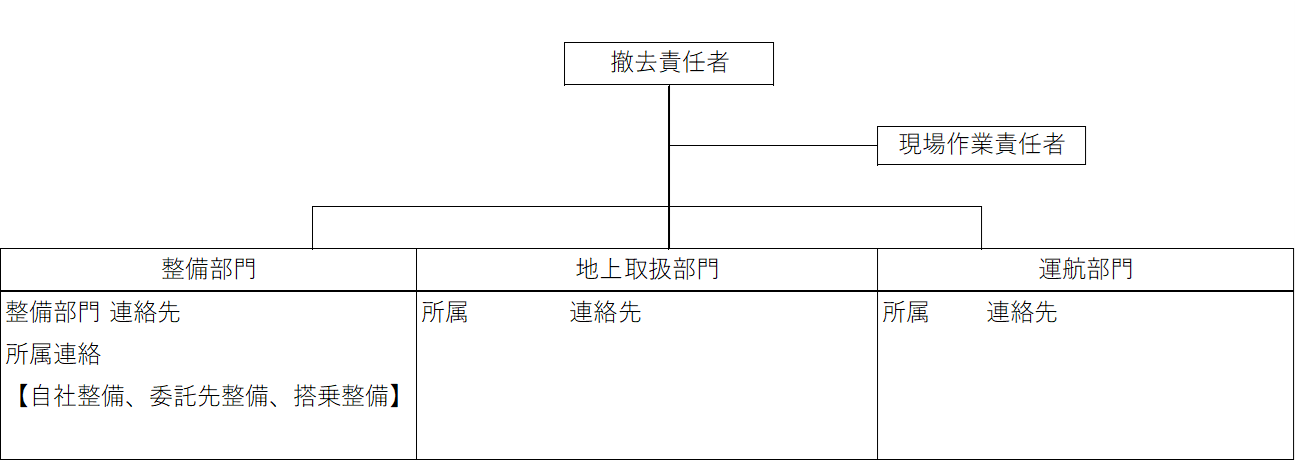 撤去責任者
現場作業責任者
整備部門
地上取扱部門
運航部門
整備部門 連絡先
所属連絡
【自社整備、委託先整備、搭乗整備】
所属 連絡先
所属 連絡先